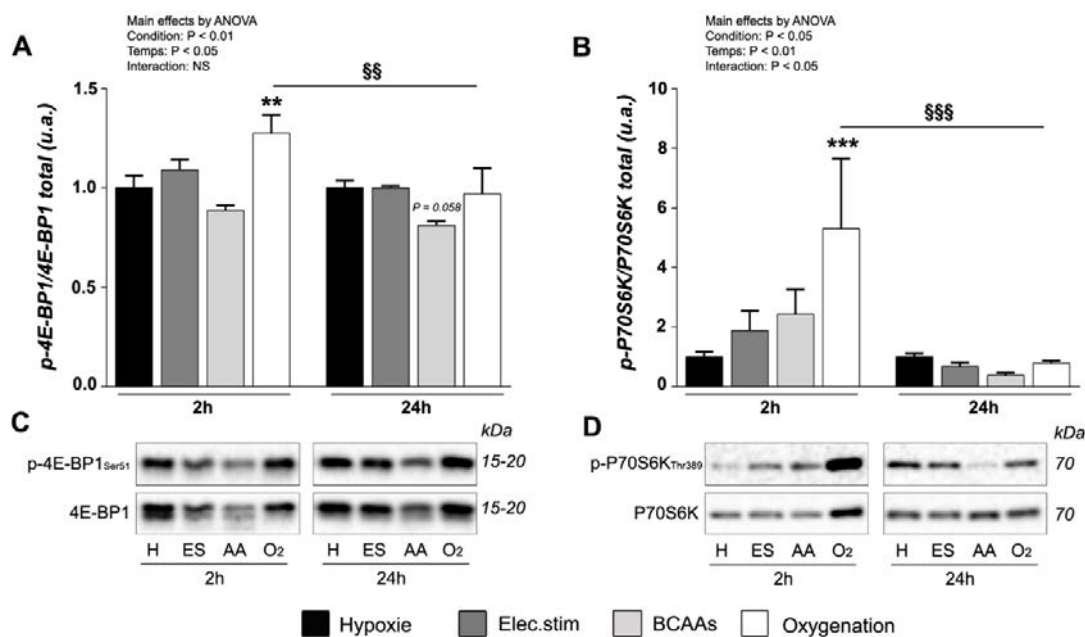 Main effects by ANOVA
Condition: P < 0.01
Temps: P < 0.05
Interaction: NS
A
§§
**
P = 0.058
p-4E-BP1/4E-BP1 total (u.a.)
1.5
1.0
0.5
0.0
2h
24h
Main effects by ANOVA
Condition: P < 0.05
Temps: P < 0.01
Interaction: P < 0.05
B
§§§
***
p-P70S6K/P70S6K total (u.a.)
10
8
6
4
2
0
2h
24h
C
kDa
p-4E-BP1Ser51
15-20
4E-BP1
15-20
H ES AA O2 H ES AA O2
2h 24h
D
kDa
p-P70S6KThr389
70
P70S6K
70
H ES AA O2 H ES AA O2
2h 24h
Hypoxie Elec.stim BCAAs Oxygenation